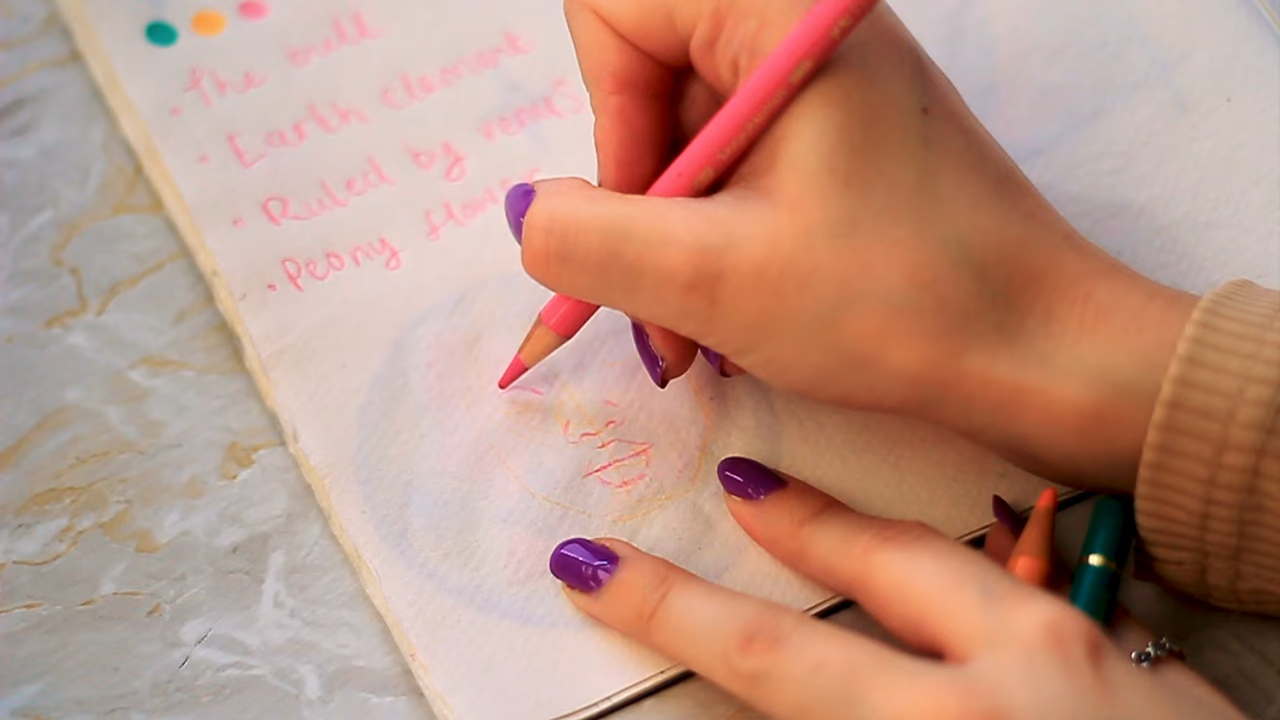 · The bull
· Earth element
· Ruled by venus
· Peony flower